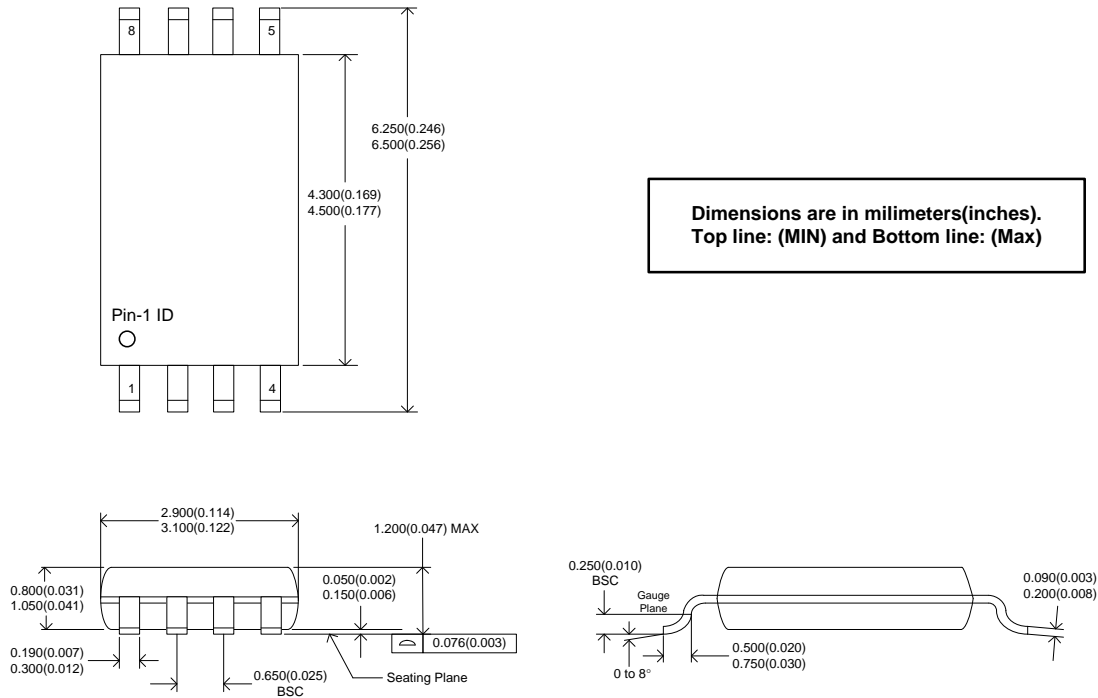 8
5
6.250(0.246)
6.500(0.256)
4.300(0.169)
4.500(0.177)
Dimensions are in milimeters(inches).
Top line: (MIN) and Bottom line: (Max)
Pin-1 ID
1
4
2.900(0.114)
3.100(0.122)
1.200(0.047) MAX
0.800(0.031)
1.050(0.041)
0.050(0.002)
0.150(0.006)
0.076(0.003)
0.190(0.007)
0.300(0.012)
0.650(0.025)
BSC
Seating Plane
0.250(0.010)
BSC
Gauge
Plane
0.090(0.003)
0.200(0.008)
0 to 8°
0.500(0.020)
0.750(0.030)